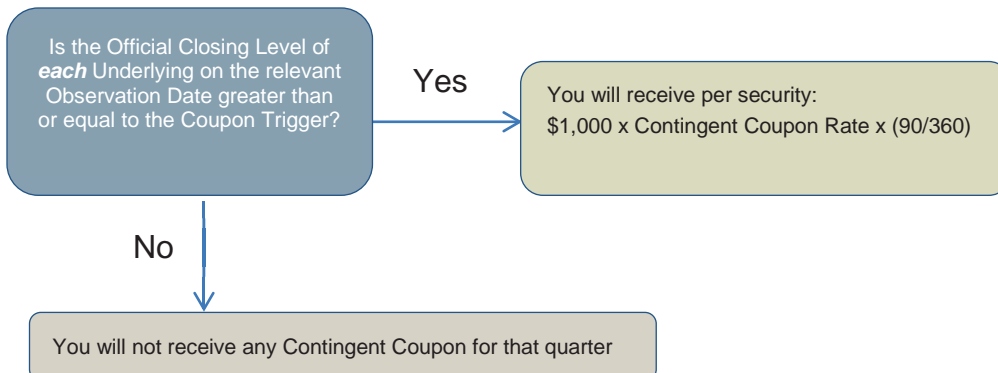 Is the Official Closing Level of
each Underlying on the relevant
Observation Date greater than
or equal to the Coupon Trigger?
Yes
You will receive per security:
$1,000 x Contingent Coupon Rate x (90/360)
No
You will not receive any Contingent Coupon for that quarter